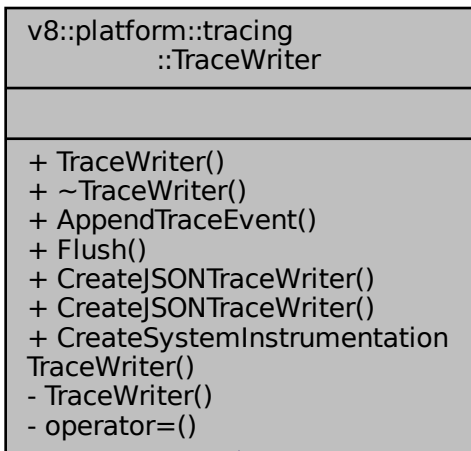 v8::platform::tracing
::TraceWriter
+ TraceWriter()
+ ~TraceWriter()
+ AppendTraceEvent()
+ Flush()
+ CreateJSONTraceWriter()
+ CreateJSONTraceWriter()
+ CreateSystemInstrumentation
TraceWriter()
- TraceWriter()
- operator=()